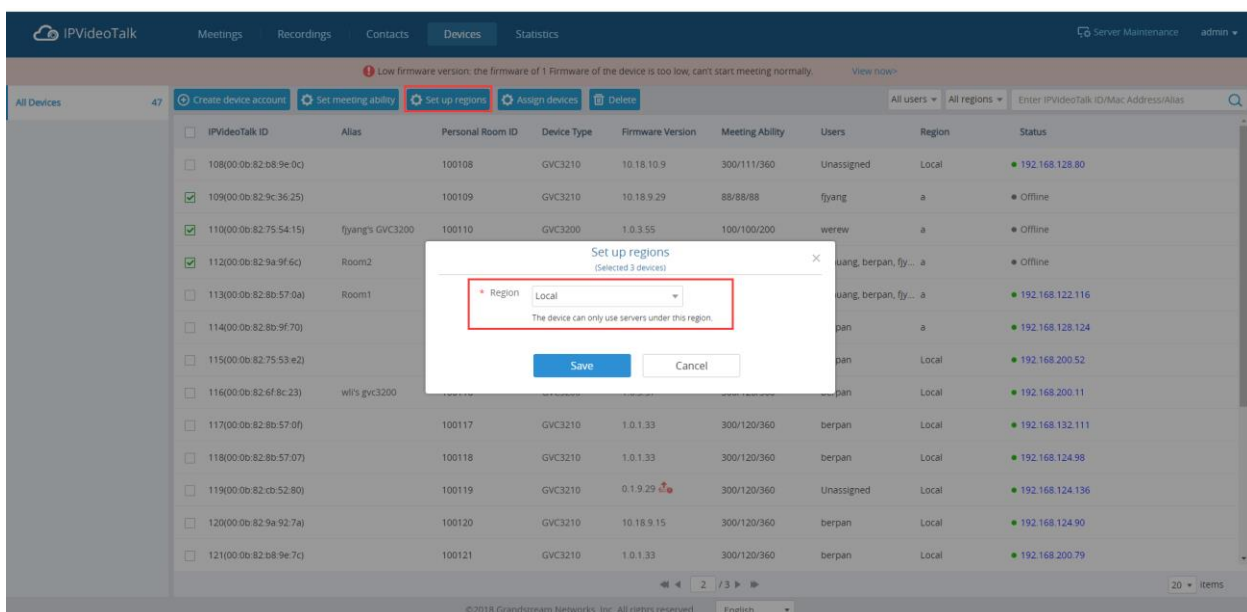 IPVideoTalk Meetings Recordings Contacts Devices Statistics Server Maintenance admin
Low firmware version: the firmware of 1 Firmware of the device is too low, can't start meeting normally. View now>
All Devices 47 Create device account Set meeting ability Set up regions Assign devices Delete All users All regions Enter IPVideoTalk ID/Mac Address/Alias
IPVideoTalk ID Alias Personal Room ID Device Type Firmware Version Meeting Ability Users Region Status
108(00:0b:82:b8:9e:0c) 100108 GVC3210 10.18.10.9 300/111/360 Unassigned Local 192.168.128.80
109(00:0b:82:9c:36:25) 100109 GVC3210 10.18.9.29 88/88/88 fjyang a Offline
110(00:0b:82:75:54:15) fjyang's GVC3200 100110 GVC3200 1.0.3.55 100/100/200 werew a Offline
Set up regions
(Selected 3 devices)
112(00:0b:82:9a:9f:6c) Room2 uang, berpan, fjy... a Offline
113(00:0b:82:8b:57:0a) Room1 uang, berpan, fjy... a 192.168.122.116
* Region Local
The device can only use servers under this region.
114(00:0b:82:8b:9f:70) pan a 192.168.128.124
115(00:0b:82:75:53:e2) pan Local 192.168.200.52
Save Cancel
116(00:0b:82:6f:8c:23) wli's gvc3200 pan Local 192.168.200.11
117(00:0b:82:8b:57:0f) 100117 GVC3210 1.0.1.33 300/120/360 berpan Local 192.168.132.111
118(00:0b:82:8b:57:07) 100118 GVC3210 1.0.1.33 300/120/360 berpan Local 192.168.124.98
119(00:0b:82:cb:52:80) 100119 GVC3210 0.1.9.29 300/120/360 Unassigned Local 192.168.124.136
120(00:0b:82:9a:92:7a) 100120 GVC3210 10.18.9.15 300/120/360 berpan Local 192.168.124.90
121(00:0b:82:b8:9e:7c) 100121 GVC3210 1.0.1.33 300/120/360 berpan Local 192.168.200.79
2 /3 20 items
©2018 Grandstream Networks, Inc. All rights reserved. English